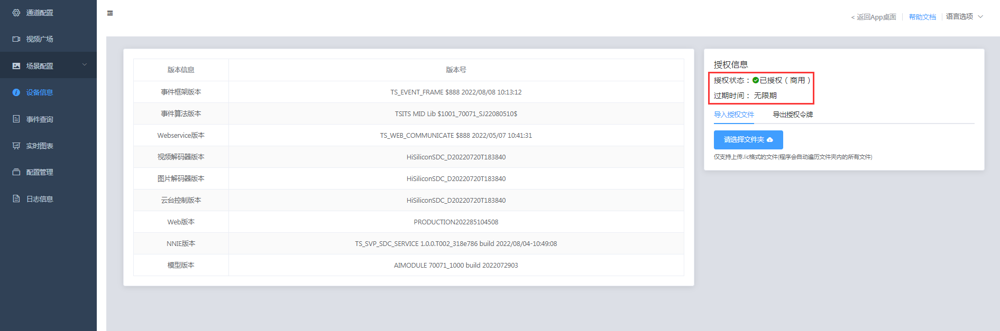 通道配置
视频广场
场景配置
设备信息
事件查询
实时图表
配置管理
日志信息
< 返回App桌面
帮助文档
语言选项
版本信息 版本号
事件框架版本 TS_EVENT_FRAME $888 2022/08/08 10:13:12
事件算法版本 TSITS MID Lib $1001_70071_SJ22080510$
Webservice版本 TS_WEB_COMMUNICATE $888 2022/05/07 10:41:31
视频解码器版本 HiSiliconSDC_D20220720T183840
图片解码器版本 HiSiliconSDC_D20220720T183840
云台控制版本 HiSiliconSDC_D20220720T183840
Web版本 PRODUCTION202285104508
NNIE版本 TS_SVP_SDC_SERVICE 1.0.0.T002_318e786 build 2022/08/04-10:49:08
模型版本 AIMODULE 70071_1000 build 2022072903
授权信息
授权状态：已授权（商用）
过期时间： 无限期
导入授权文件 导出授权令牌
请选择文件夹
仅支持上传.lic格式的文件(程序会自动遍历文件夹内的所有文件)